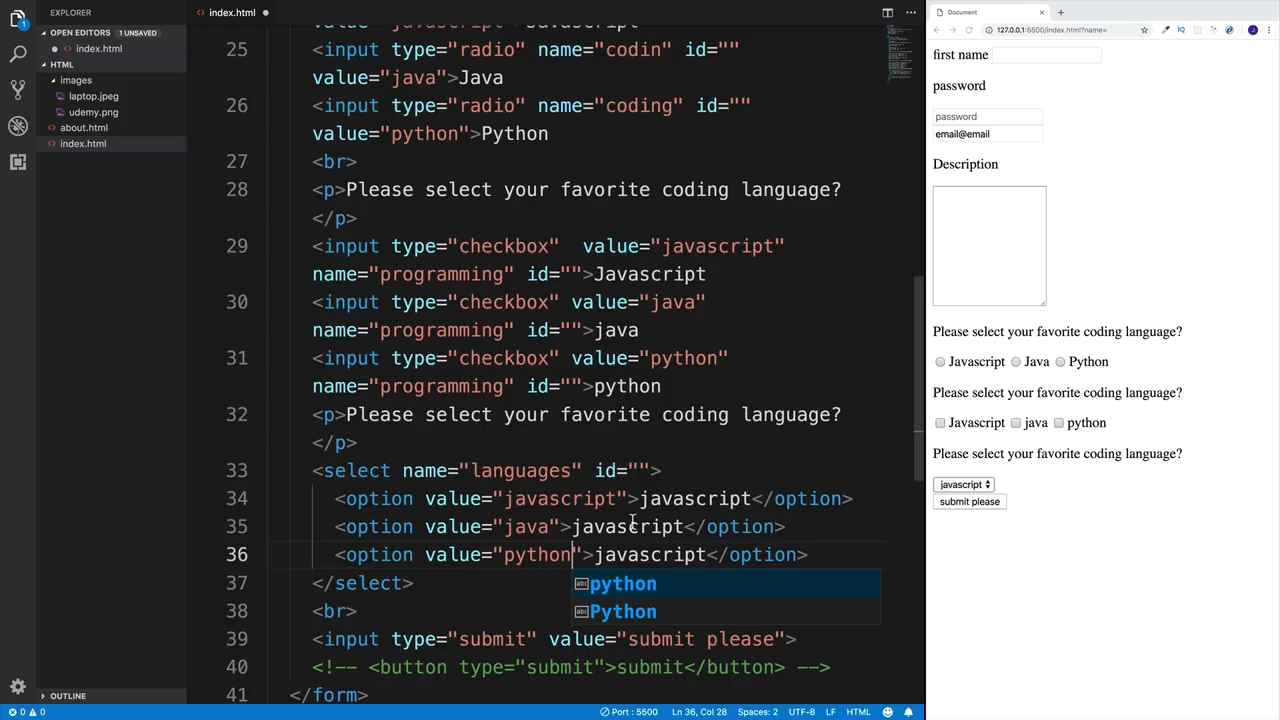 EXPLORER
OPEN EDITORS 1 UNSAVED
index.html
HTML
images
laptop.jpeg
udemy.png
about.html
index.html
OUTLINE
index.html
value="javascript">Javascript
25 <input type="radio" name="codin" id=""
value="java">Java
26 <input type="radio" name="coding" id=""
value="python">Python
27 <br>
28 <p>Please select your favorite coding language?
</p>
29 <input type="checkbox"  value="javascript"
name="programming" id="">Javascript
30 <input type="checkbox" value="java"
name="programming" id="">java
31 <input type="checkbox" value="python"
name="programming" id="">python
32 <p>Please select your favorite coding language?
</p>
33 <select name="languages" id="">
34 <option value="javascript">javascript</option>
35 <option value="java">javascript</option>
36 <option value="python">javascript</option>
abc python
abc Python
37 </select>
38 <br>
39 <input type="submit" value="submit please">
40 <!-- <button type="submit">submit</button> -->
41 </form>
0 0 Port : 5500 Ln 36, Col 28 Spaces: 2 UTF-8 LF HTML
Document
127.0.0.1:5500/index.html?name=
IQ
J
first name
password
password
email@email
Description
Please select your favorite coding language?
Javascript Java Python
Please select your favorite coding language?
Javascript java python
Please select your favorite coding language?
javascript
submit please